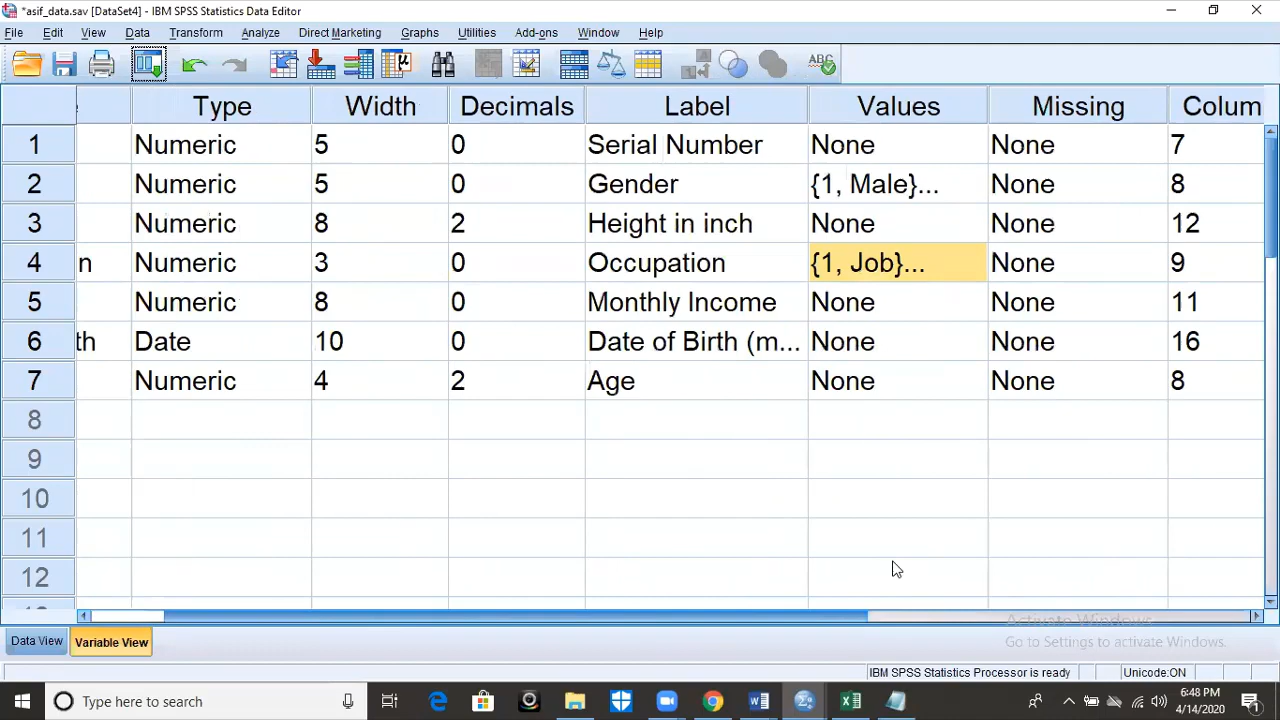 *asif_data.sav [DataSet4] - IBM SPSS Statistics Data Editor
File Edit View Data Transform Analyze Direct Marketing Graphs Utilities Add-ons Window Help
ABC
Type Width Decimals Label Values Missing Colum
1 Numeric 5 0 Serial Number None None 7
2 Numeric 5 0 Gender {1, Male}... None 8
3 Numeric 8 2 Height in inch None None 12
4 n Numeric 3 0 Occupation {1, Job}... None 9
5 Numeric 8 0 Monthly Income None None 11
6 th Date 10 0 Date of Birth (m... None None 16
7 Numeric 4 2 Age None None 8
8
9
10
11
12
Activate Windows
Go to Settings to activate Windows.
Data View Variable View
IBM SPSS Statistics Processor is ready Unicode:ON
Type here to search
6:48 PM
4/14/2020